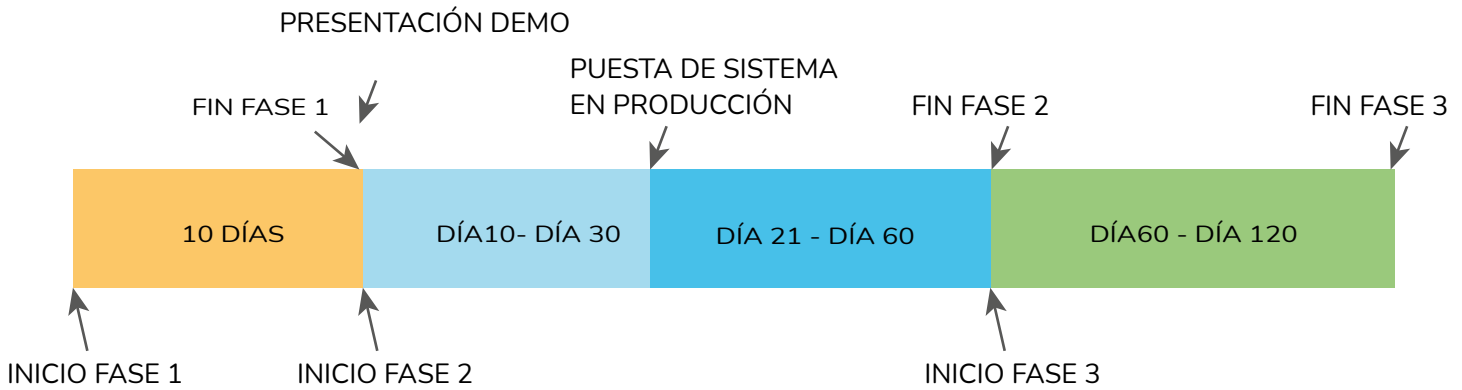 PRESENTACIÓN DEMO
PUESTA DE SISTEMA
EN PRODUCCIÓN
FIN FASE 1
FIN FASE 2
FIN FASE 3
10 DÍAS
DÍA10- DÍA 30
DÍA 21 - DÍA 60
DÍA60 - DÍA 120
INICIO FASE 1
INICIO FASE 2
INICIO FASE 3